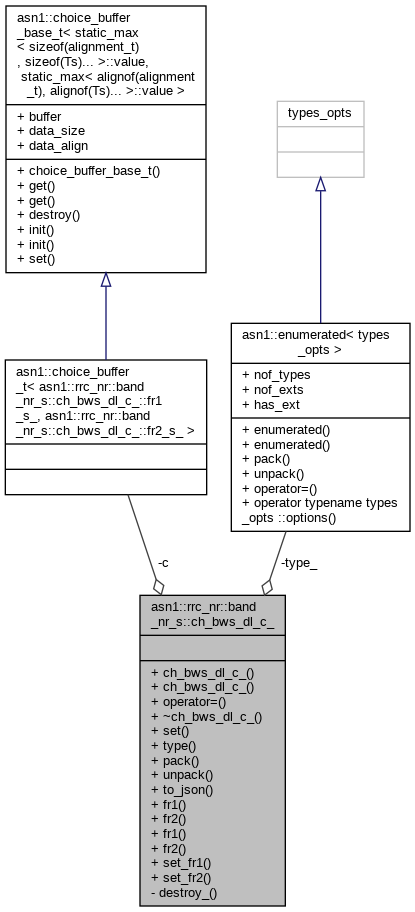 asn1::choice_buffer
_base_t< static_max
< sizeof(alignment_t)
, sizeof(Ts)... >::value,
static_max< alignof(alignment
_t), alignof(Ts)... >::value >
+ buffer
+ data_size
+ data_align
+ choice_buffer_base_t()
+ get()
+ get()
+ destroy()
+ init()
+ init()
+ set()
types_opts
asn1::choice_buffer
_t< asn1::rrc_nr::band
_nr_s::ch_bws_dl_c_::fr1
_s_, asn1::rrc_nr::band
_nr_s::ch_bws_dl_c_::fr2_s_ >
asn1::enumerated< types
_opts >
+ nof_types
+ nof_exts
+ has_ext
+ enumerated()
+ enumerated()
+ pack()
+ unpack()
+ operator=()
+ operator typename types
_opts ::options()
-c
-type_
asn1::rrc_nr::band
_nr_s::ch_bws_dl_c_
+ ch_bws_dl_c_()
+ ch_bws_dl_c_()
+ operator=()
+ ~ch_bws_dl_c_()
+ set()
+ type()
+ pack()
+ unpack()
+ to_json()
+ fr1()
+ fr2()
+ fr1()
+ fr2()
+ set_fr1()
+ set_fr2()
- destroy_()